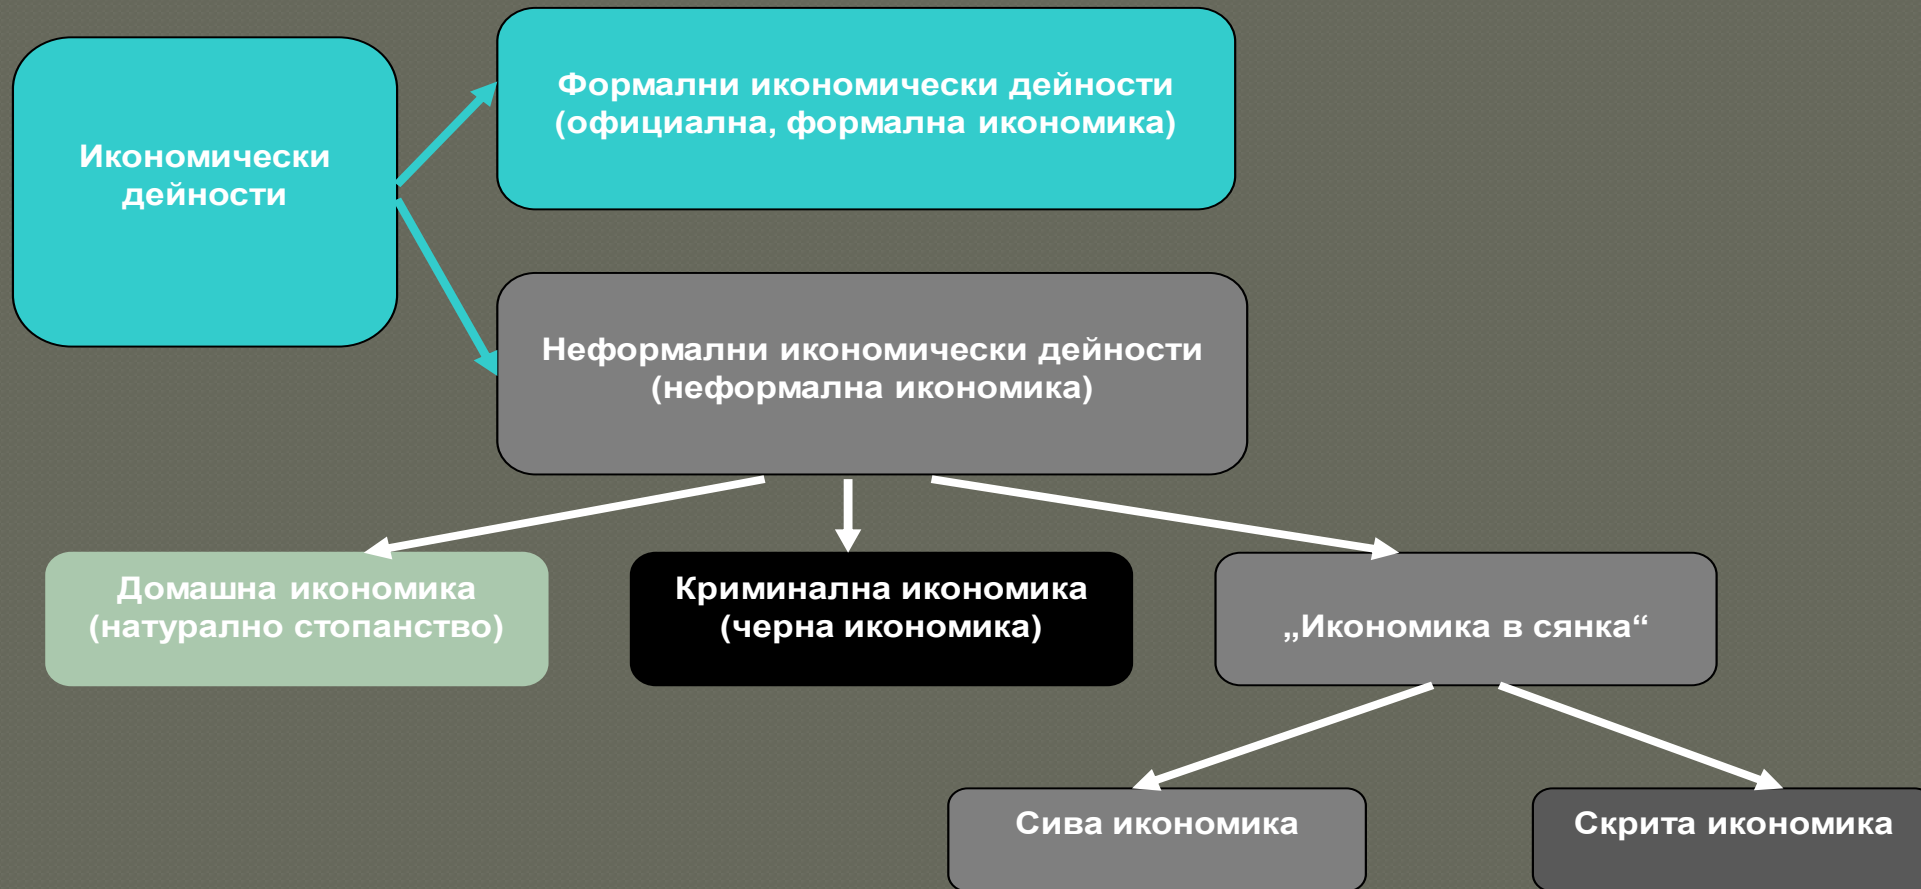 Икономически
дейности
Формални икономически дейности
(официална, формална икономика)
Неформални икономически дейности
(неформална икономика)
Домашна икономика
(натурално стопанство)
Криминална икономика
(черна икономика)
„Икономика в сянка“
Сива икономика
Скрита икономика